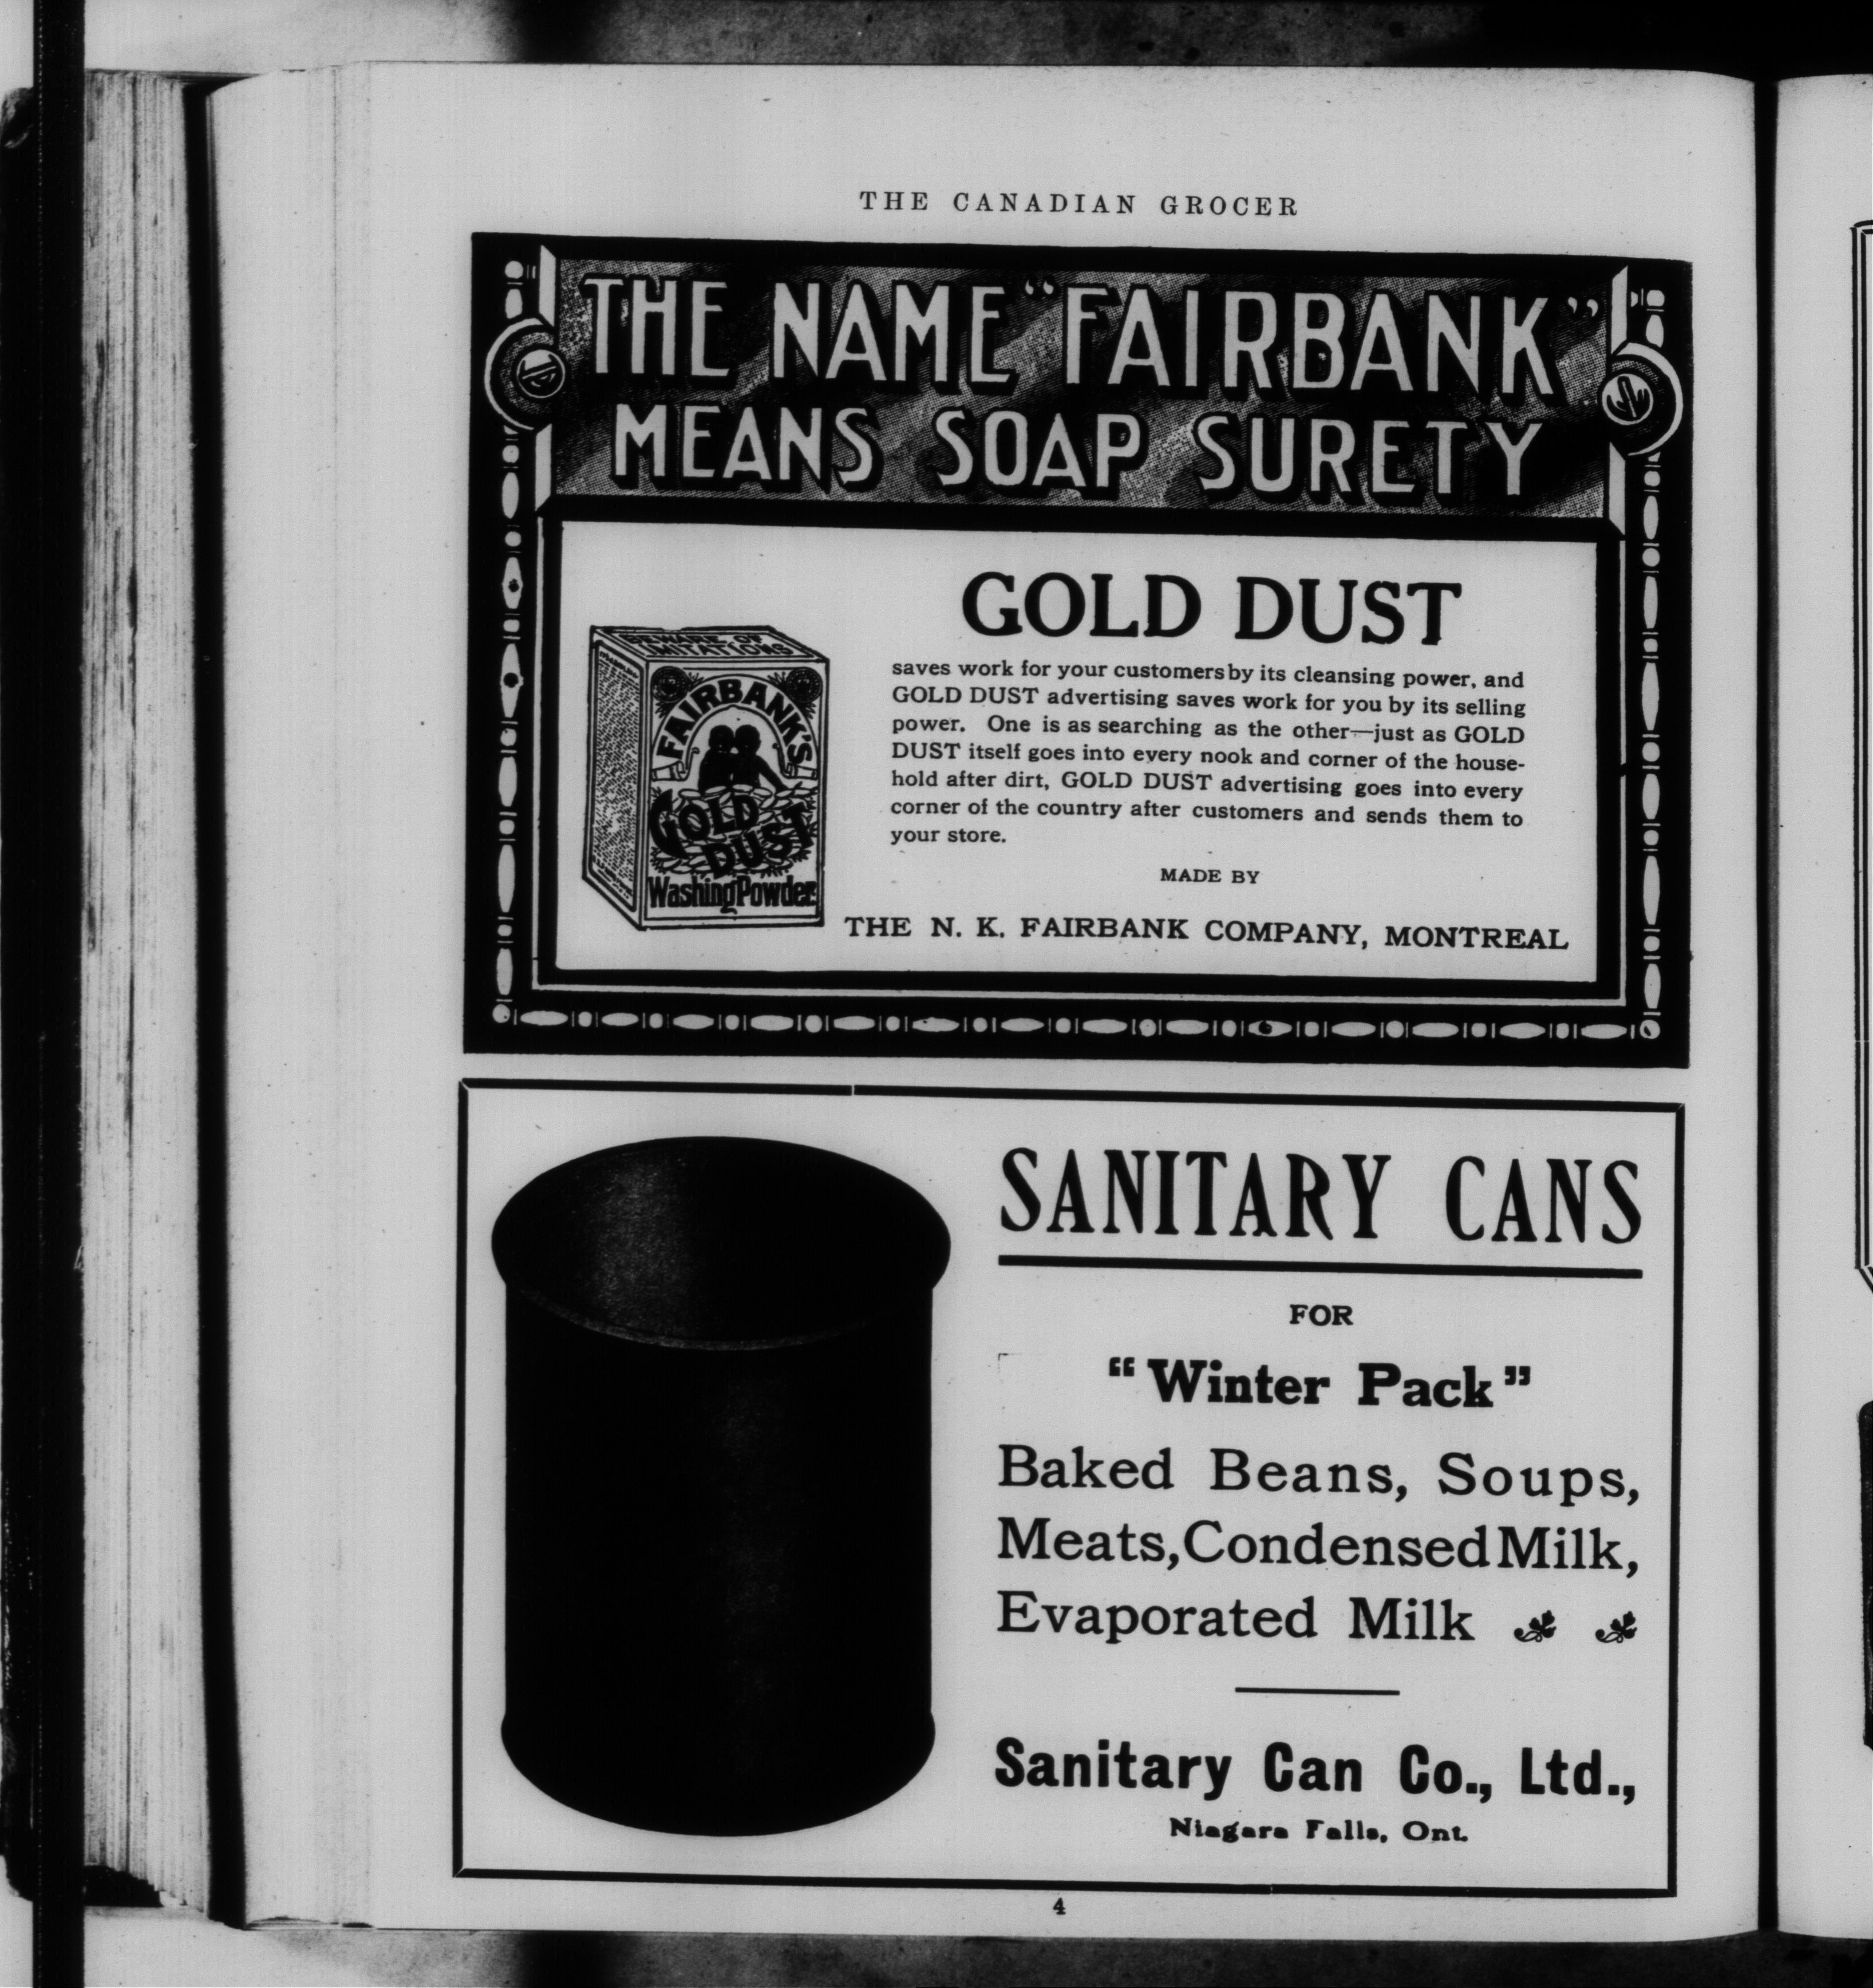 THE CANADIAN GROCER
THE NAME "FAIRBANK"
MEANS SOAP SURETY
BEWARE OF
IMITATIONS
FAIRBANK'S
GOLD
DUST
Washing Powder
GOLD DUST
saves work for your customers by its cleansing power, and
GOLD DUST advertising saves work for you by its selling
power. One is as searching as the other—just as GOLD
DUST itself goes into every nook and corner of the house-
hold after dirt, GOLD DUST advertising goes into every
corner of the country after customers and sends them to
your store.
MADE BY
THE N. K. FAIRBANK COMPANY, MONTREAL
SANITARY CANS
FOR
"Winter Pack"
Baked Beans, Soups,
Meats, Condensed Milk,
Evaporated Milk
Sanitary Can Co., Ltd.,
Niagara Falls, Ont.
4